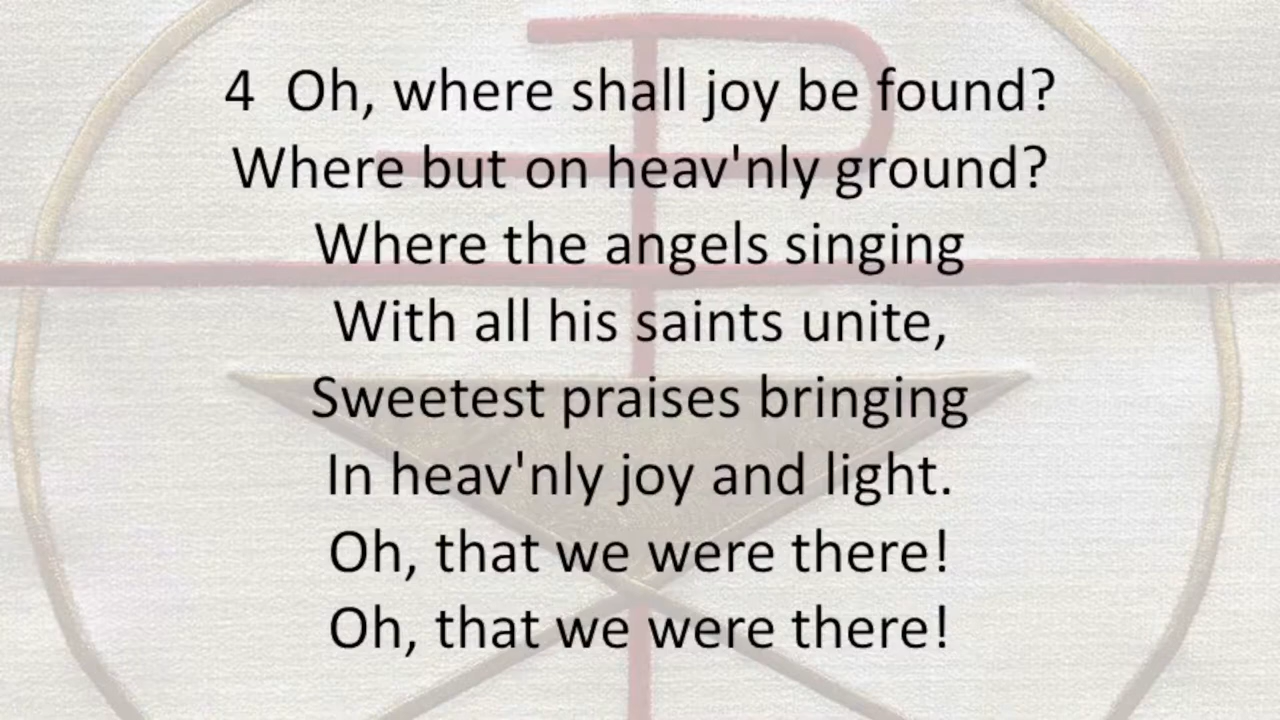 4 Oh, where shall joy be found?
Where but on heav'nly ground?
Where the angels singing
With all his saints unite,
Sweetest praises bringing
In heav'nly joy and light.
Oh, that we were there!
Oh, that we were there!